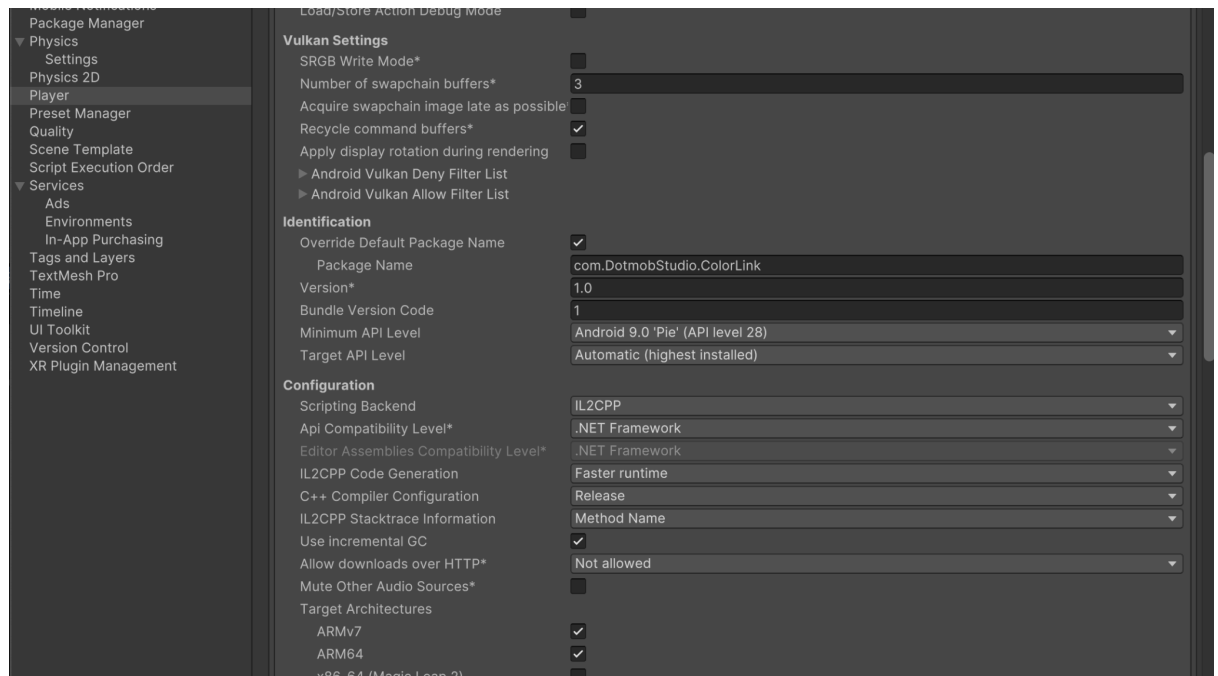 Mobile Notifications
Package Manager
Physics
Settings
Physics 2D
Player
Preset Manager
Quality
Scene Template
Script Execution Order
Services
Ads
Environments
In-App Purchasing
Tags and Layers
TextMesh Pro
Time
Timeline
UI Toolkit
Version Control
XR Plugin Management
Load/Store Action Debug Mode
Vulkan Settings
SRGB Write Mode*
Number of swapchain buffers* 3
Acquire swapchain image late as possible*
Recycle command buffers*
Apply display rotation during rendering
Android Vulkan Deny Filter List
Android Vulkan Allow Filter List
Identification
Override Default Package Name
Package Name com.DotmobStudio.ColorLink
Version* 1.0
Bundle Version Code 1
Minimum API Level Android 9.0 'Pie' (API level 28)
Target API Level Automatic (highest installed)
Configuration
Scripting Backend IL2CPP
Api Compatibility Level* .NET Framework
Editor Assemblies Compatibility Level* .NET Framework
IL2CPP Code Generation Faster runtime
C++ Compiler Configuration Release
IL2CPP Stacktrace Information Method Name
Use incremental GC
Allow downloads over HTTP* Not allowed
Mute Other Audio Sources*
Target Architectures
ARMv7
ARM64
x86-64 (Magic Leap 2)